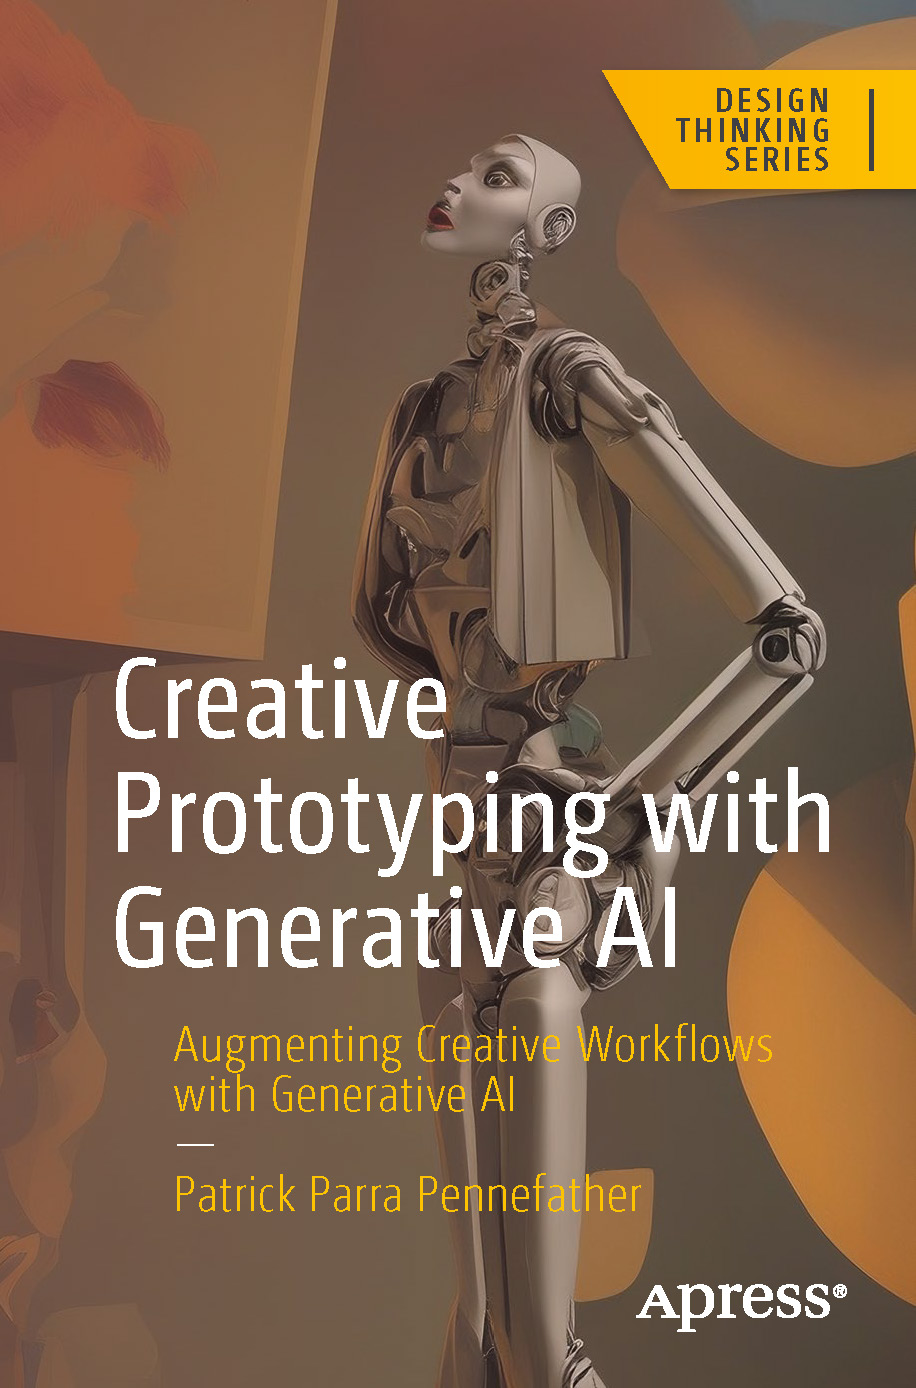 DESIGN
THINKING
SERIES
Creative
Prototyping with
Generative AI
Augmenting Creative Workflows
with Generative AI
—
Patrick Parra Pennefather
Apress®